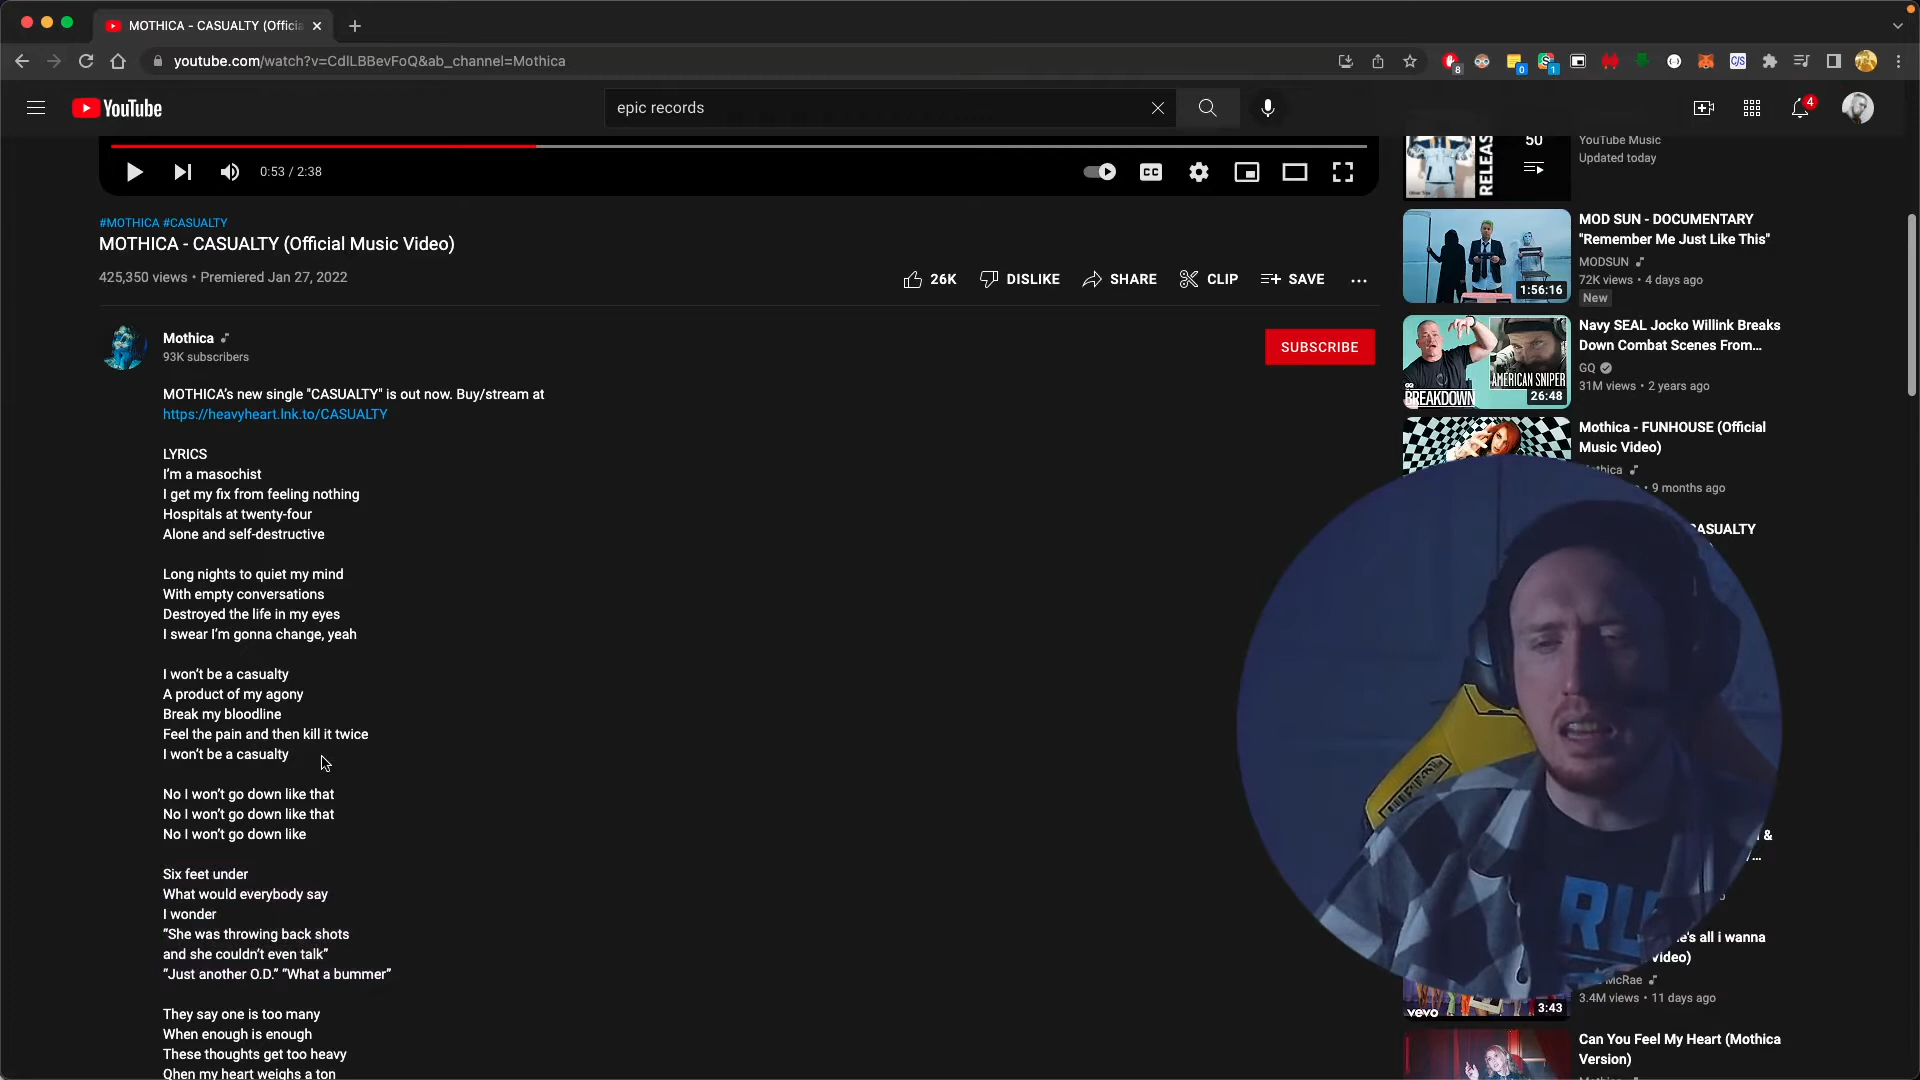 MOTHICA - CASUALTY (Officia
youtube.com/watch?v=CdlLBBevFoQ&ab_channel=Mothica
8
0
1
CJS
YouTube
epic records
4
0:53 / 2:38
CC
#MOTHICA #CASUALTY
MOTHICA - CASUALTY (Official Music Video)
425,350 views • Premiered Jan 27, 2022
26K
DISLIKE
SHARE
CLIP
SAVE
Mothica
93K subscribers
SUBSCRIBE
MOTHICA’s new single "CASUALTY" is out now. Buy/stream at
https://heavyheart.lnk.to/CASUALTY
LYRICS
I’m a masochist
I get my fix from feeling nothing
Hospitals at twenty-four
Alone and self-destructive
Long nights to quiet my mind
With empty conversations
Destroyed the life in my eyes
I swear I’m gonna change, yeah
I won’t be a casualty
A product of my agony
Break my bloodline
Feel the pain and then kill it twice
I won’t be a casualty
No I won’t go down like that
No I won’t go down like that
No I won’t go down like
Six feet under
What would everybody say
I wonder
“She was throwing back shots
and she couldn’t even talk”
“Just another O.D.” “What a bummer”
They say one is too many
When enough is enough
These thoughts get too heavy
Qhen my heart weighs a ton
RELEAS
50
YouTube Music
Updated today
1:56:16
MOD SUN - DOCUMENTARY
"Remember Me Just Like This"
MODSUN
72K views • 4 days ago
New
AMERICAN SNIPER
BREAKDOWN
26:48
Navy SEAL Jocko Willink Breaks
Down Combat Scenes From...
GQ
31M views • 2 years ago
Mothica - FUNHOUSE (Official
Music Video)
thica
• 9 months ago
ASUALTY
&
...
e's all i wanna
Video)
McRae
3.4M views • 11 days ago
vevo
3:43
Can You Feel My Heart (Mothica
Version)